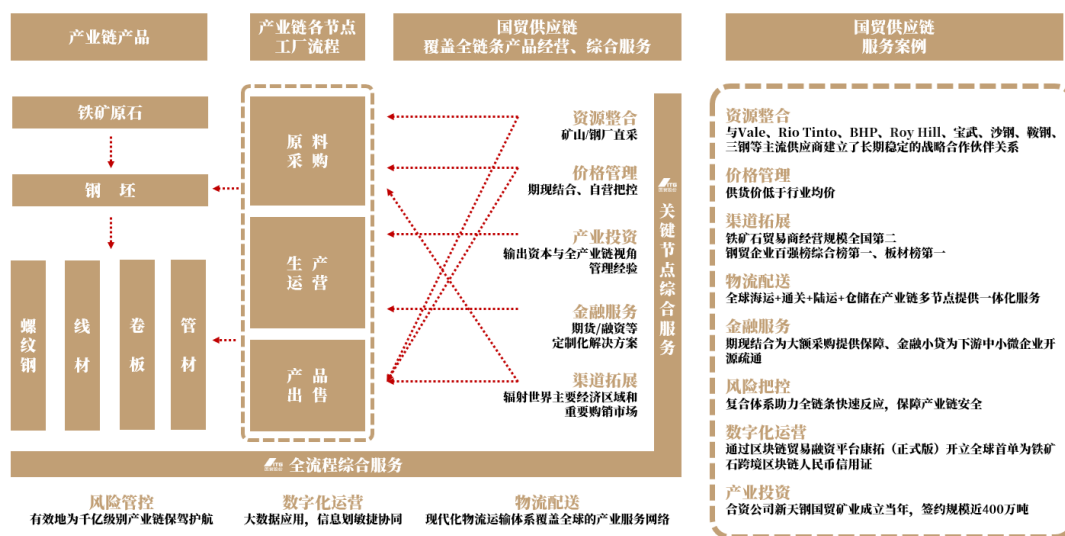 产业链产品
产业链各节点
工厂流程
国贸供应链
覆盖全链条产品经营、综合服务
国贸供应链
服务案例
铁矿原石
钢 坯
螺纹钢
线材
卷板
管材
原 料
采 购
生 产
运 营
产 品
出 售
资源整合
矿山/钢厂直采
价格管理
期现结合、自营把控
产业投资
输出资本与全产业链视角
管理经验
金融服务
期货/融资等
定制化解决方案
渠道拓展
辐射世界主要经济区域和
重要购销市场
ITG
关键节点综合服务
ITG
全流程综合服务
风险管控
有效地为千亿级别产业链保驾护航
数字化运营
大数据应用，信息划敏捷协同
物流配送
现代化物流运输体系覆盖全球的产业服务网络
资源整合
与Vale、Rio Tinto、BHP、Roy Hill、宝武、沙钢、鞍钢、
三钢等主流供应商建立了长期稳定的战略合作伙伴关系
价格管理
供货价低于行业均价
渠道拓展
铁矿石贸易商经营规模全国第二
钢贸企业百强榜综合榜第一、板材榜第一
物流配送
全球海运+通关+陆运+仓储在产业链多节点提供一体化服务
金融服务
期现结合为大额采购提供保障、金融小贷为下游中小微企业开
源疏通
风险把控
复合体系助力全链条快速反应，保障产业链安全
数字化运营
通过区块链贸易融资平台康拓（正式版）开立全球首单为铁矿
石跨境区块链人民币信用证
产业投资
合资公司新天钢国贸矿业成立当年，签约规模近400万吨